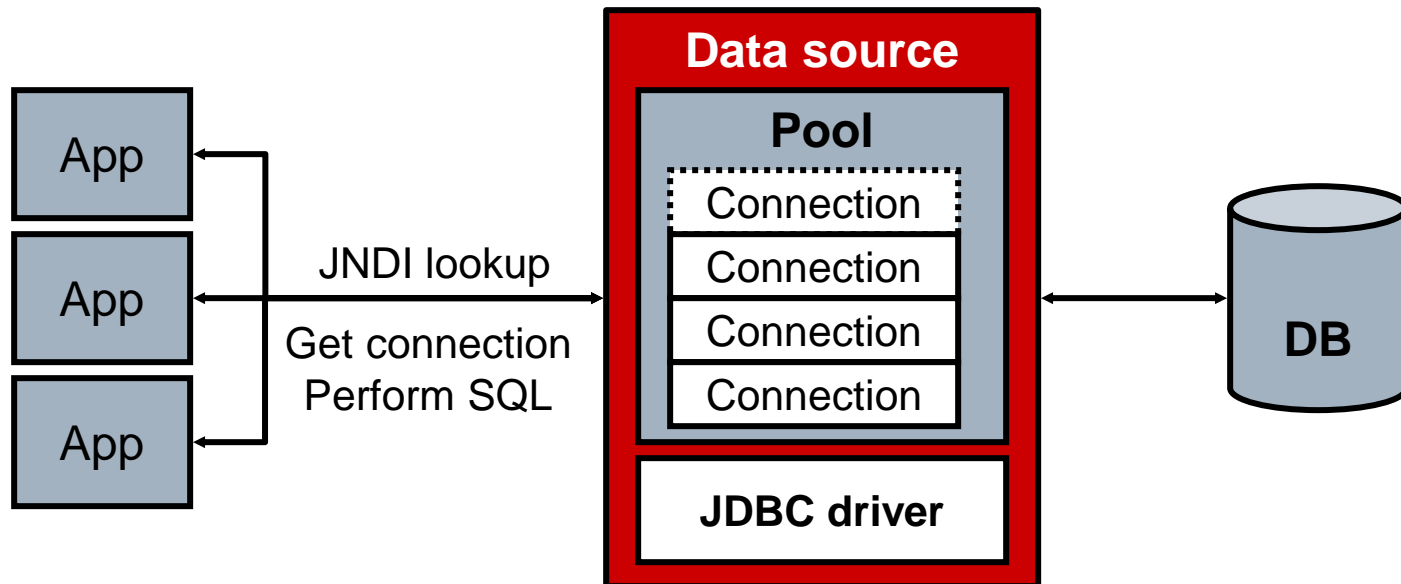 Data source
Pool
App
App
App
JNDI lookup
Get connection
Perform SQL
Connection
Connection
Connection
Connection
JDBC driver
DB